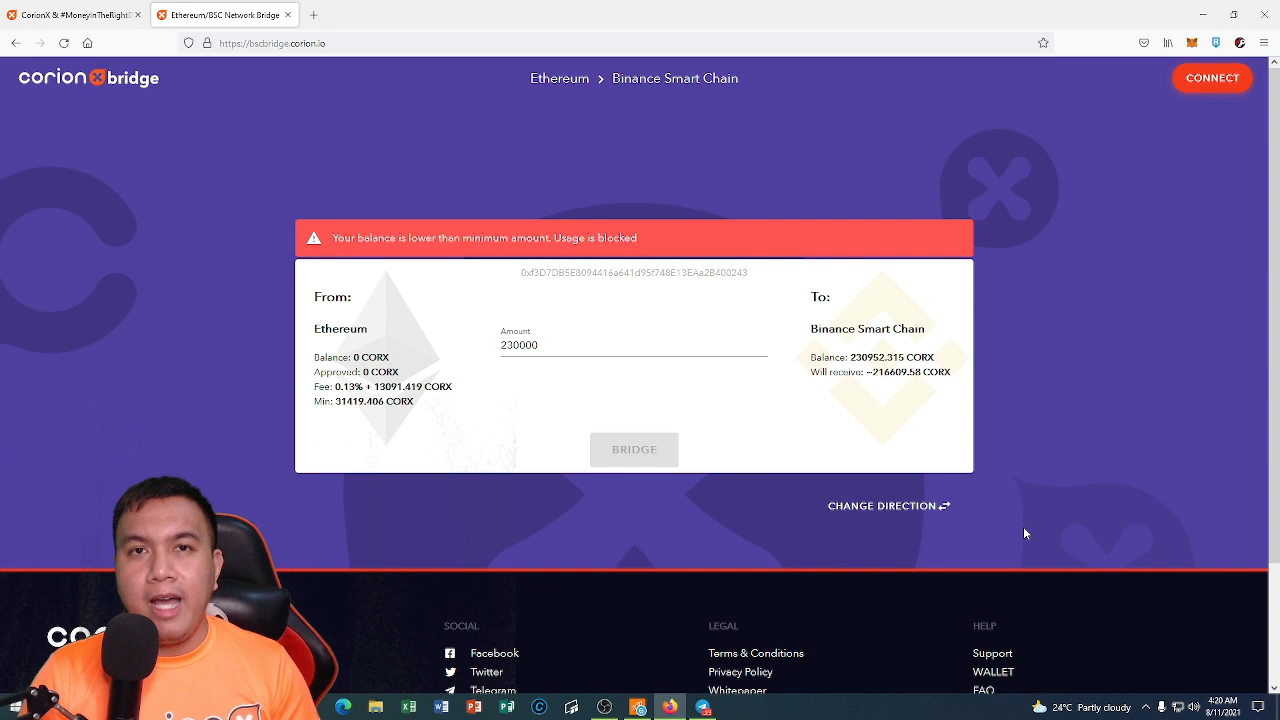 CorionX & #MoneyInTheRightD
Ethereum/BSC Network Bridge
https://bscbridge.corion.io
corion bridge
Ethereum > Binance Smart Chain
CONNECT
Your balance is lower than minimum amount. Usage is blocked
0xf3D7DB5E8094416a641d95f748E13EAa2B400243
From:
To:
Ethereum
Amount
230000
Binance Smart Chain
Balance: 0 CORX
Approved: 0 CORX
Fee: 0.13% + 13091.419 CORX
Min: 31419.406 CORX
Balance: 230952.315 CORX
Will receive: ~216609.58 CORX
BRIDGE
CHANGE DIRECTION
SOCIAL
LEGAL
HELP
Facebook
Terms & Conditions
Support
Twitter
Privacy Policy
WALLET
Telegram
Whitepaper
FAQ
24°C Partly cloudy
4:20 AM
8/11/2021